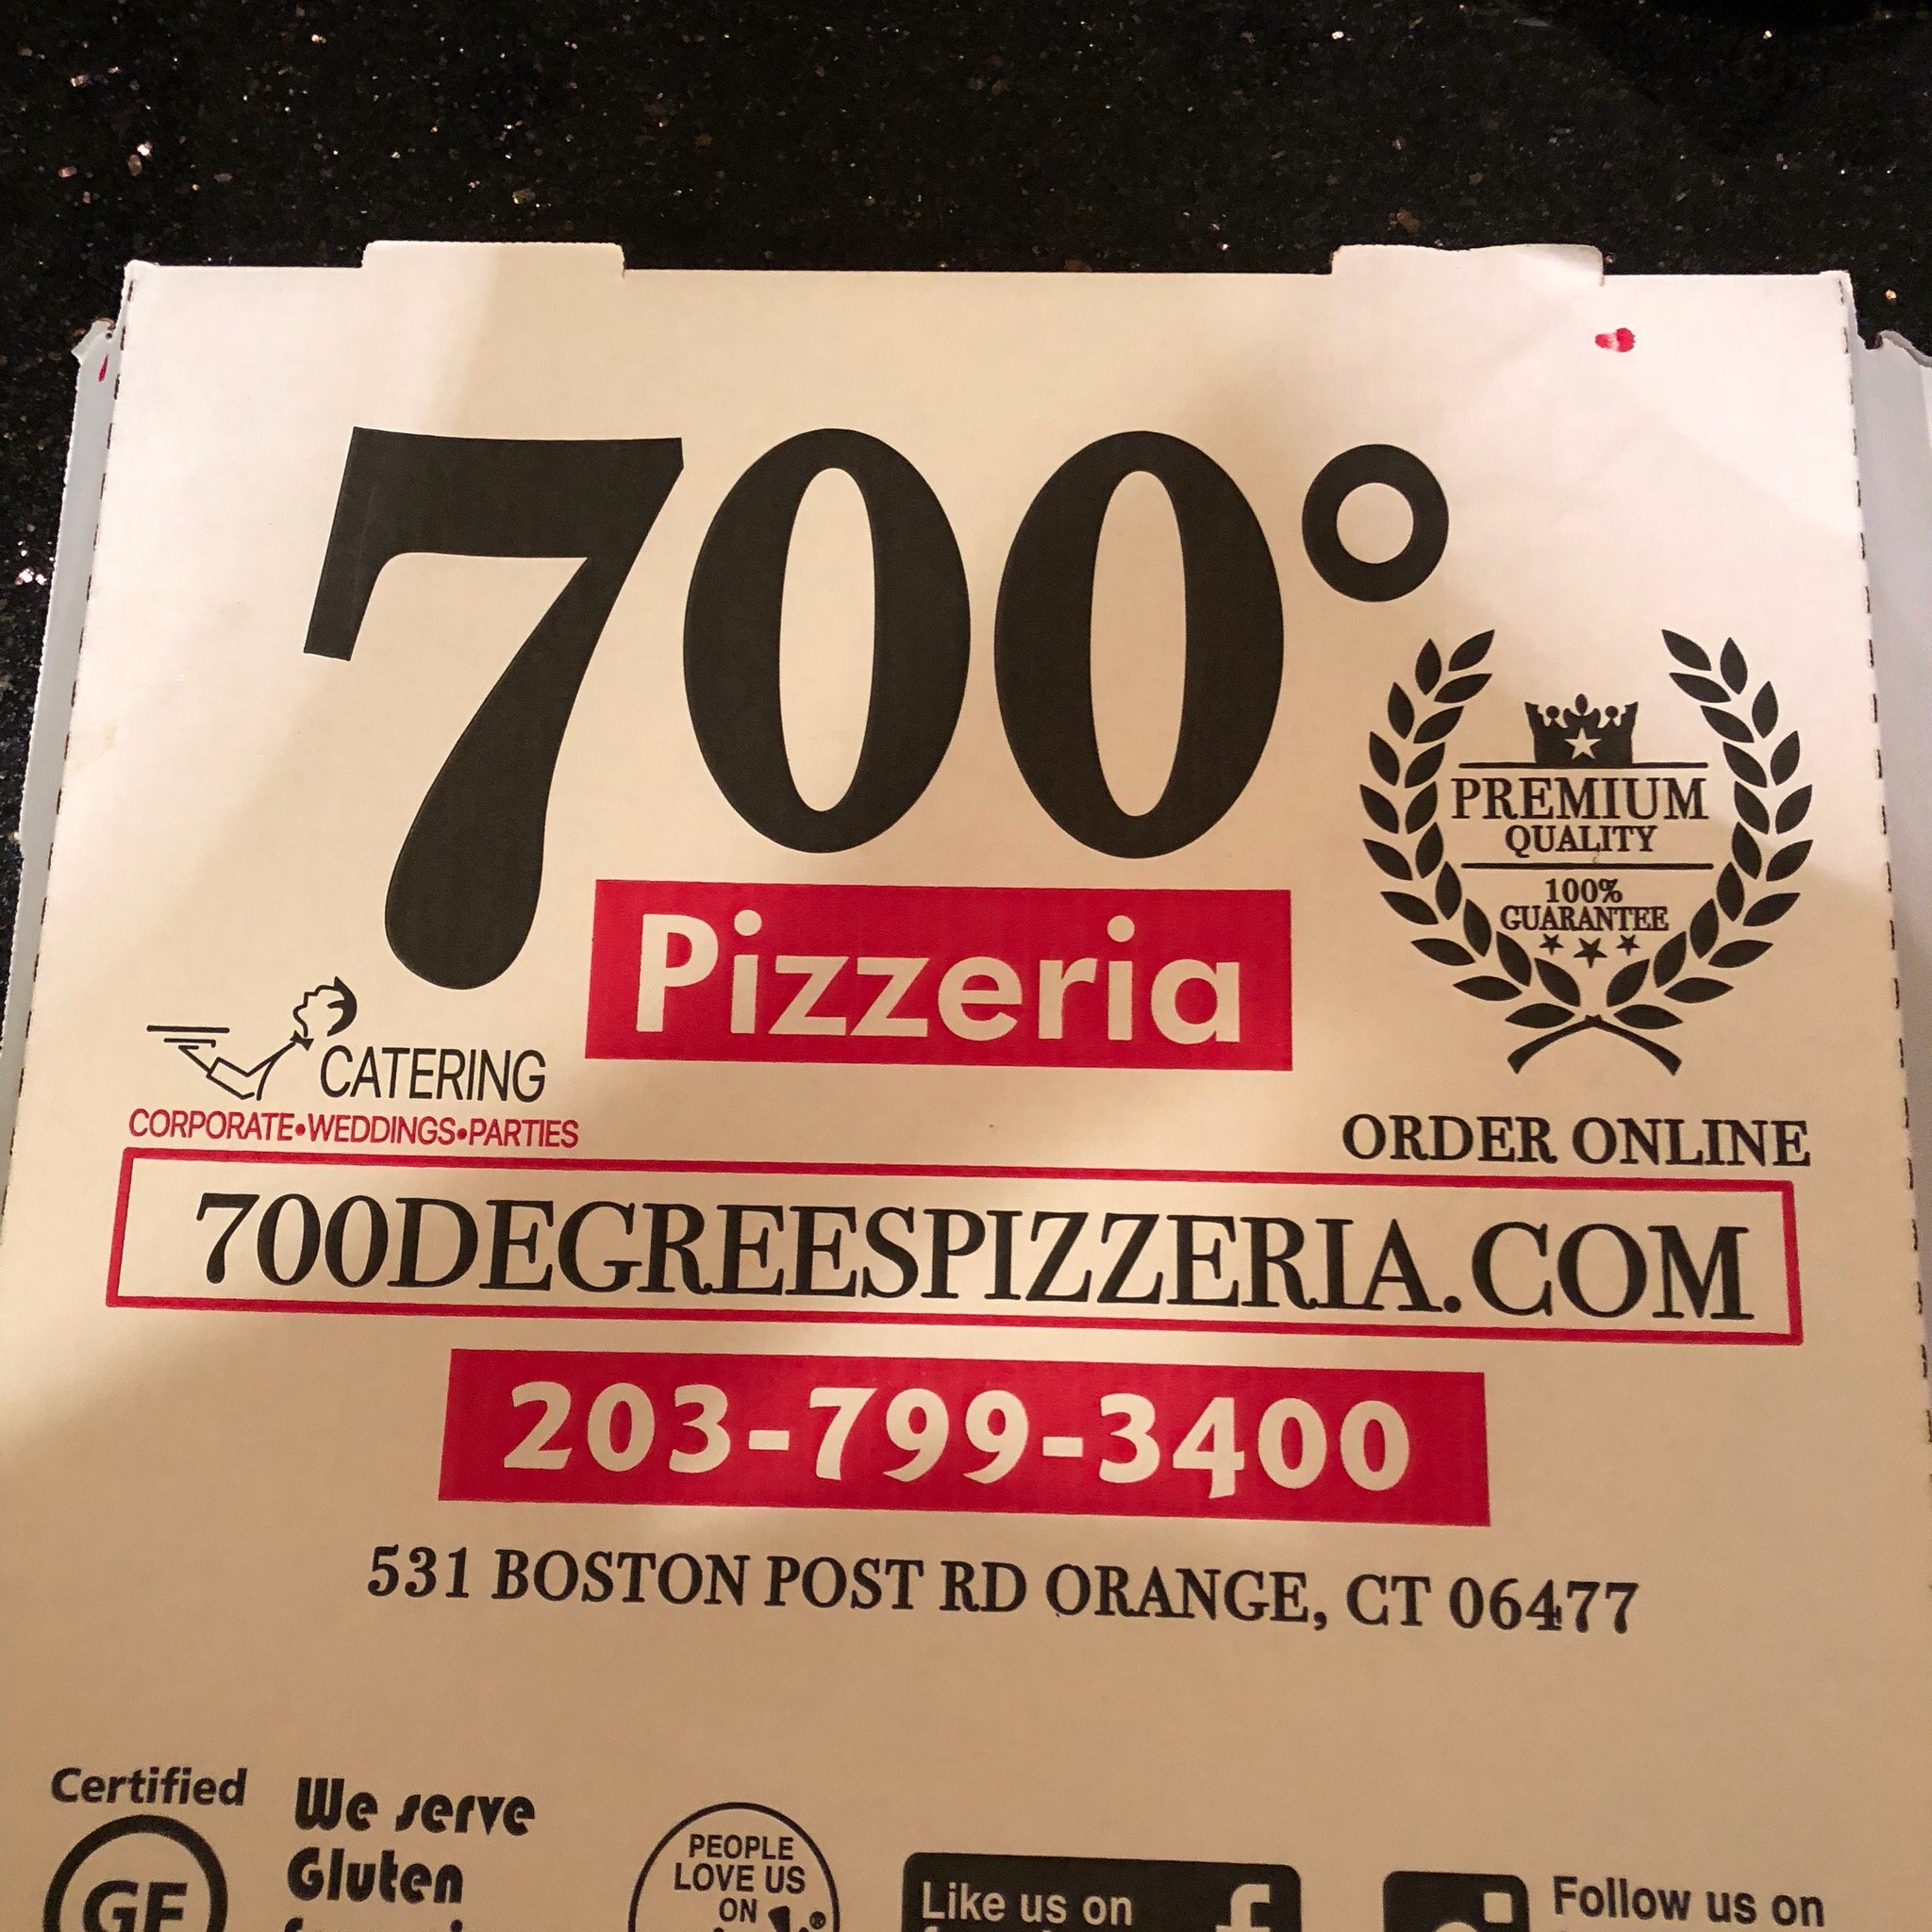 700°
PREMIUM
QUALITY
100%
GUARANTEE
Pizzeria
CATERING
CORPORATE•WEDDINGS•PARTIES
ORDER ONLINE
700DEGREESPIZZERIA.COM
203-799-3400
531 BOSTON POST RD ORANGE, CT 06477
Certified
GF
We serve
Gluten
PEOPLE
LOVE US
ON
Like us on
f
Follow us on